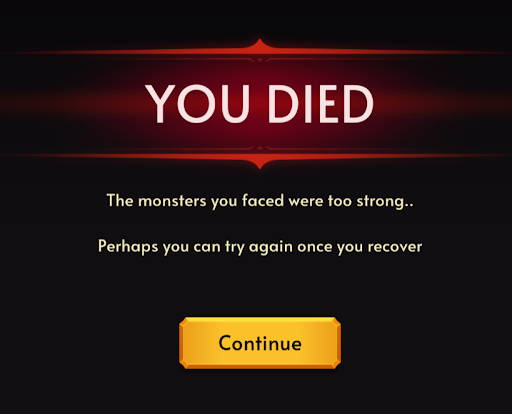 YOU DIED
The monsters you faced were too strong..
Perhaps you can try again once you recover
Continue